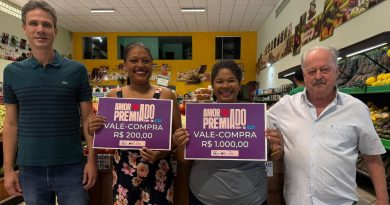 AMOR
PREMIADO
VALE-COMPRA
R$ 200,00
AMOR
PREMIADO
VALE-COMPRA
R$ 1.000,00